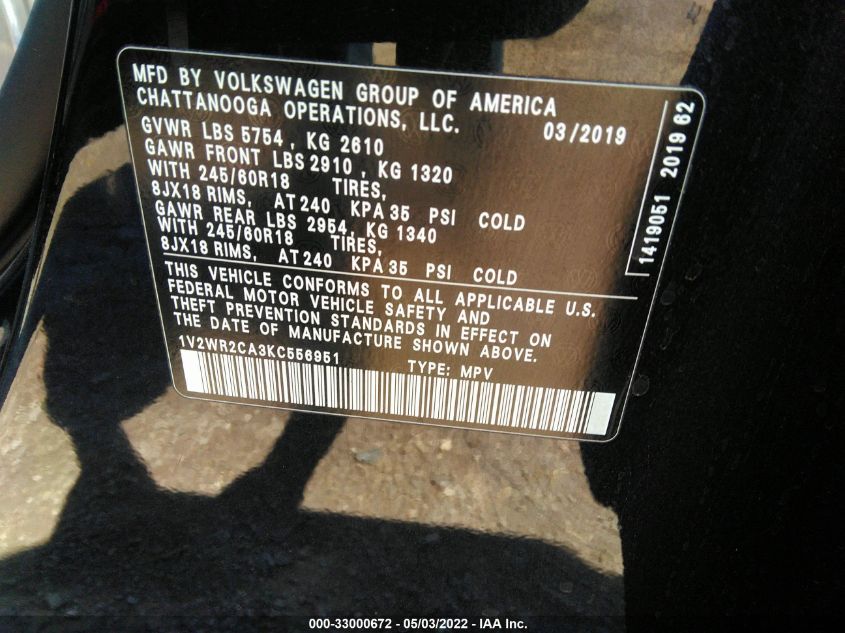 MFD BY VOLKSWAGEN GROUP OF AMERICA
CHATTANOOGA OPERATIONS, LLC.
03/2019
GVWR LBS 5754 , KG 2610
GAWR FRONT LBS 2910 , KG 1320
WITH 245/60R18 TIRES,
8JX18 RIMS, AT 240 KPA 35 PSI COLD
GAWR REAR LBS 2954, KG 1340
WITH 245/60R18 TIRES,
8JX18 RIMS, AT 240 KPA 35 PSI COLD
THIS VEHICLE CONFORMS TO ALL APPLICABLE U.S.
FEDERAL MOTOR VEHICLE SAFETY AND
THEFT PREVENTION STANDARDS IN EFFECT ON
THE DATE OF MANUFACTURE SHOWN ABOVE.
1V2WR2CA3KC556951 TYPE: MPV
1419051 2019 62
000-33000672 - 05/03/2022 - IAA Inc.